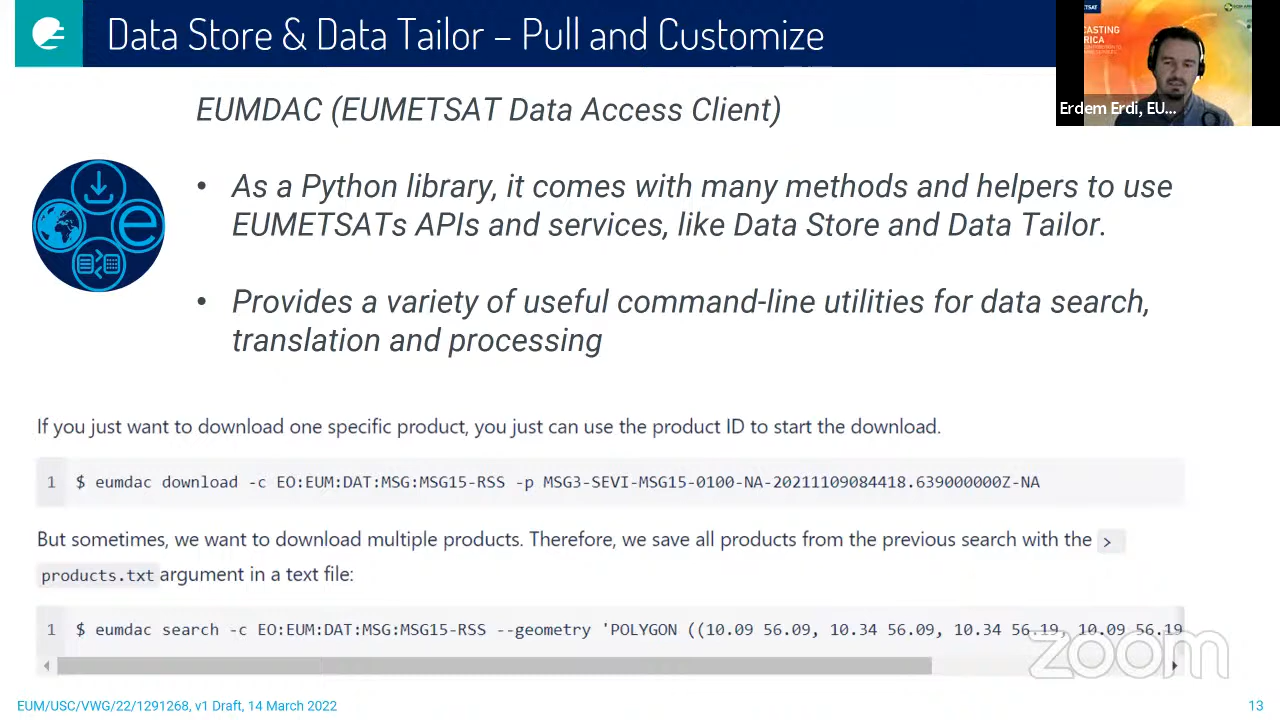 Data Store & Data Tailor – Pull and Customize
CASTING
RICA
Erdem Erdi, EU...
EUMDAC (EUMETSAT Data Access Client)
• As a Python library, it comes with many methods and helpers to use
EUMETSATs APIs and services, like Data Store and Data Tailor.
• Provides a variety of useful command-line utilities for data search,
translation and processing
If you just want to download one specific product, you just can use the product ID to start the download.
1 $ eumdac download -c EO:EUM:DAT:MSG:MSG15-RSS -p MSG3-SEVI-MSG15-0100-NA-20211109084418.639000000Z-NA
But sometimes, we want to download multiple products. Therefore, we save all products from the previous search with the >
products.txt argument in a text file:
1 $ eumdac search -c EO:EUM:DAT:MSG:MSG15-RSS --geometry 'POLYGON ((10.09 56.09, 10.34 56.09, 10.34 56.19, 10.09 56.19
zoom
EUM/USC/VWG/22/1291268, v1 Draft, 14 March 2022
13